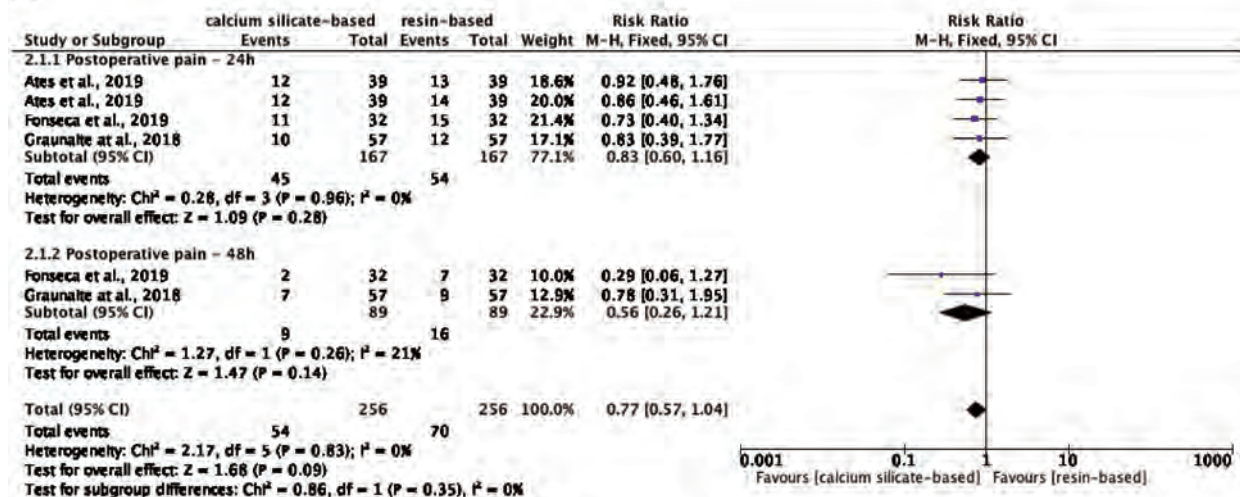 calcium silicate-based resin-based Risk Ratio Risk Ratio
Study or Subgroup Events Total Events Total Weight M-H, Fixed, 95% CI M-H, Fixed, 95% CI
2.1.1 Postoperative pain - 24h
Ates et al., 2019 12 39 13 39 18.6% 0.92 [0.48, 1.76]
Ates et al., 2019 12 39 14 39 20.0% 0.86 [0.46, 1.61]
Fonseca et al., 2019 11 32 15 32 21.4% 0.73 [0.40, 1.34]
Graunaite at al., 2018 10 57 12 57 17.1% 0.83 [0.39, 1.77]
Subtotal (95% CI) 167 167 77.1% 0.83 [0.60, 1.16]
Total events 45 54
Heterogeneity: Chi² = 0.28, df = 3 (P = 0.96); I² = 0%
Test for overall effect: Z = 1.09 (P = 0.28)
2.1.2 Postoperative pain - 48h
Fonseca et al., 2019 2 32 7 32 10.0% 0.29 [0.06, 1.27]
Graunaite at al., 2018 7 57 9 57 12.9% 0.78 [0.31, 1.95]
Subtotal (95% CI) 89 89 22.9% 0.56 [0.26, 1.21]
Total events 9 16
Heterogeneity: Chi² = 1.27, df = 1 (P = 0.26); I² = 21%
Test for overall effect: Z = 1.47 (P = 0.14)
Total (95% CI) 256 256 100.0% 0.77 [0.57, 1.04]
Total events 54 70
Heterogeneity: Chi² = 2.17, df = 5 (P = 0.83); I² = 0%
Test for overall effect: Z = 1.68 (P = 0.09)
Test for subgroup differences: Chi² = 0.86, df = 1 (P = 0.35), I² = 0%
0.001 0.1 1 10 1000
Favours [calcium silicate-based] Favours [resin-based]